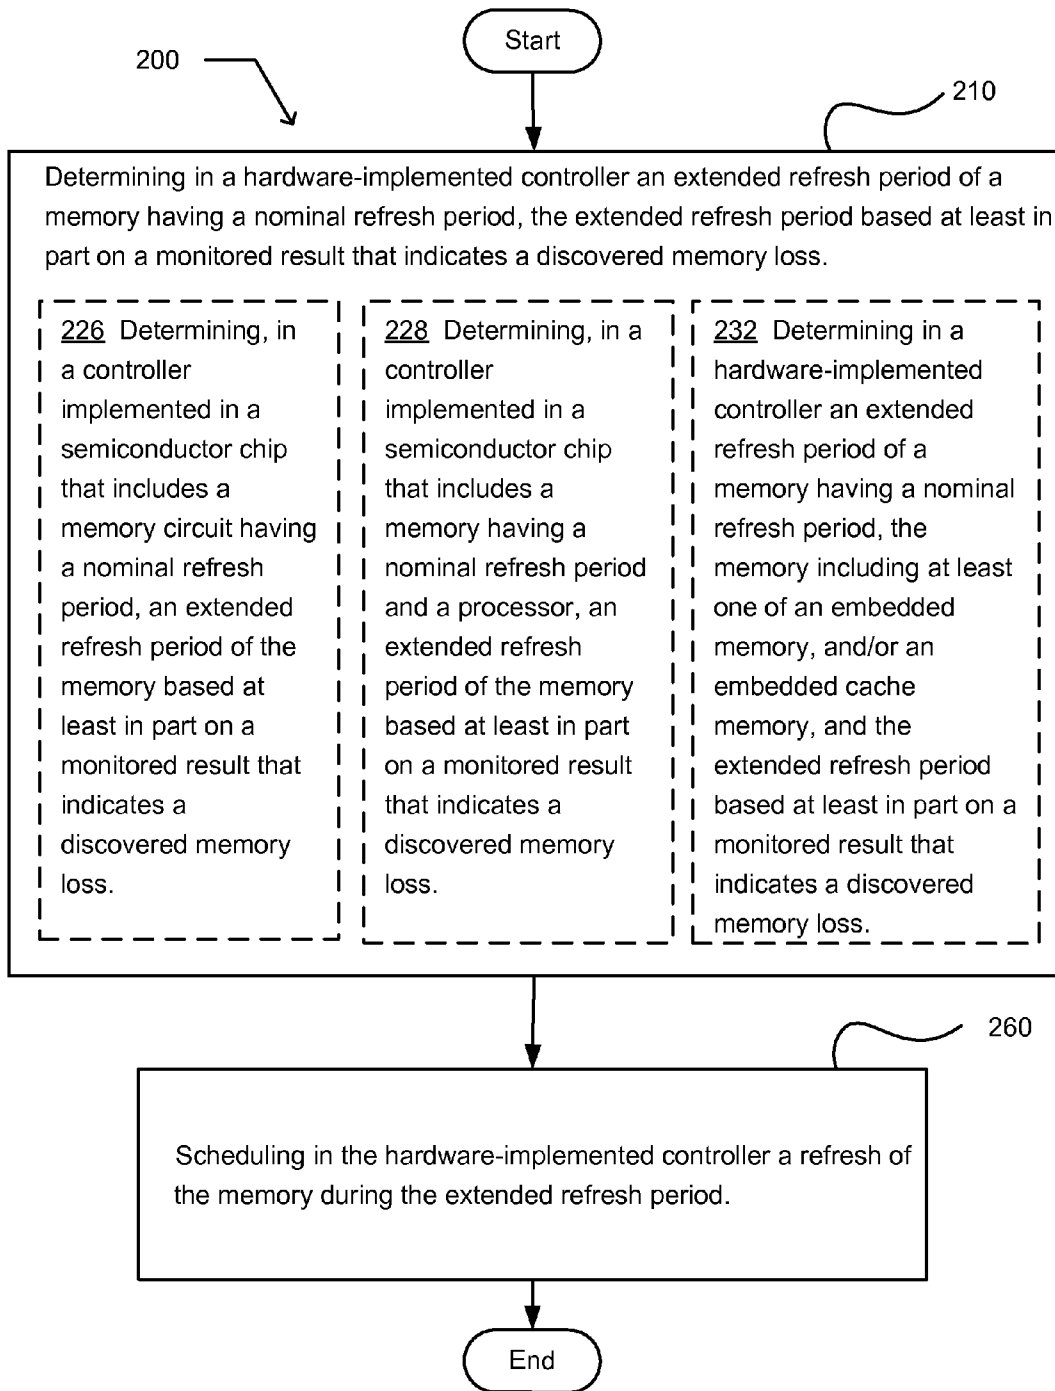 Start
200
210
Determining in a hardware-implemented controller an extended refresh period of a
memory having a nominal refresh period, the extended refresh period based at least in
part on a monitored result that indicates a discovered memory loss.
226 Determining, in
a controller
implemented in a
semiconductor chip
that includes a
memory circuit having
a nominal refresh
period, an extended
refresh period of the
memory based at
least in part on a
monitored result that
indicates a
discovered memory
loss.
228 Determining, in a
controller
implemented in a
semiconductor chip
that includes a
memory having a
nominal refresh period
and a processor, an
extended refresh
period of the memory
based at least in part
on a monitored result
that indicates a
discovered memory
loss.
232 Determining in a
hardware-implemented
controller an extended
refresh period of a
memory having a nominal
refresh period, the
memory including at least
one of an embedded
memory, and/or an
embedded cache
memory, and the
extended refresh period
based at least in part on a
monitored result that
indicates a discovered
memory loss.
260
Scheduling in the hardware-implemented controller a refresh of
the memory during the extended refresh period.
End